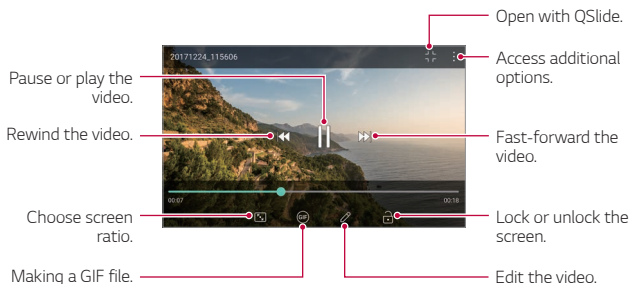 Open with QSlide.
20171224_115606
Access additional
options.
Pause or play the
video.
Rewind the video.
Fast-forward the
video.
00:07
00:18
GIF
Choose screen
ratio.
Lock or unlock the
screen.
Making a GIF file.
Edit the video.